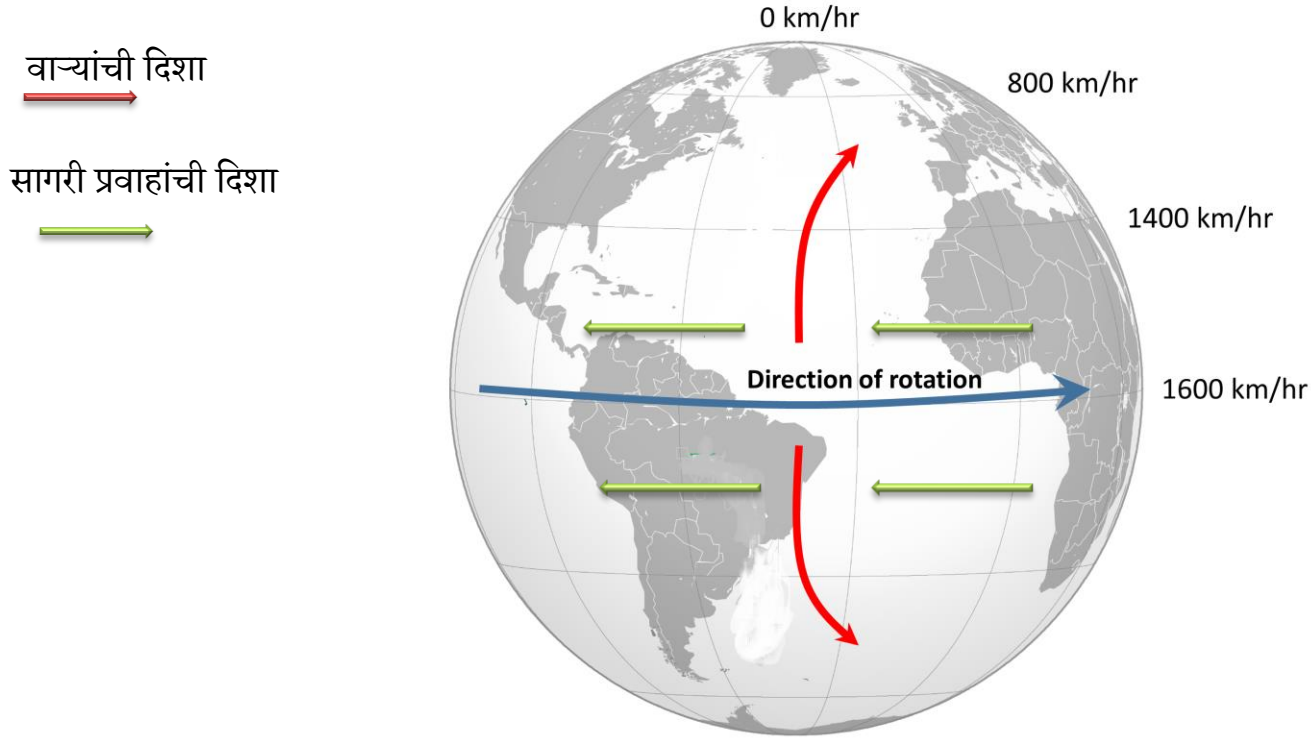 0 km/hr
वाऱ्यांची दिशा
800 km/hr
सागरी प्रवाहांची दिशा
1400 km/hr
Direction of rotation
1600 km/hr